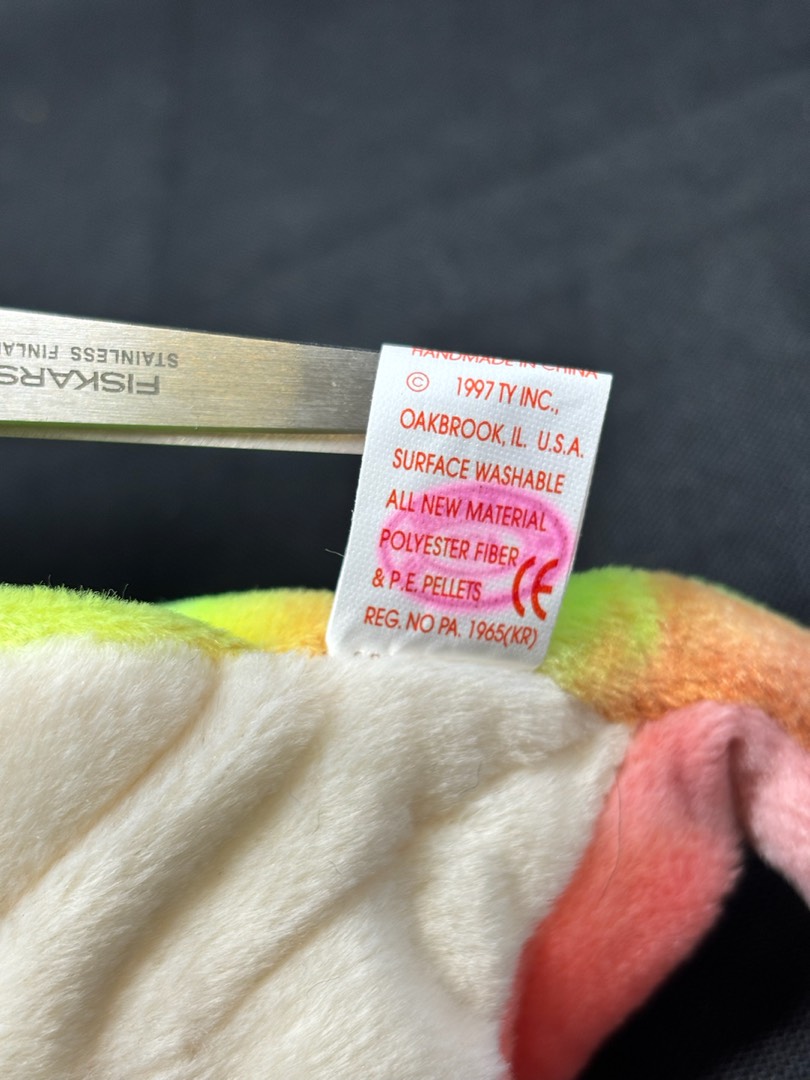 HANDMADE IN CHINA
© 1997 TY INC.,
OAKBROOK, IL. U.S.A.
SURFACE WASHABLE
ALL NEW MATERIAL
POLYESTER FIBER
& P.E. PELLETS CE
REG. NO PA. 1965(KR)
FISKARS
STAINLESS FINLAN